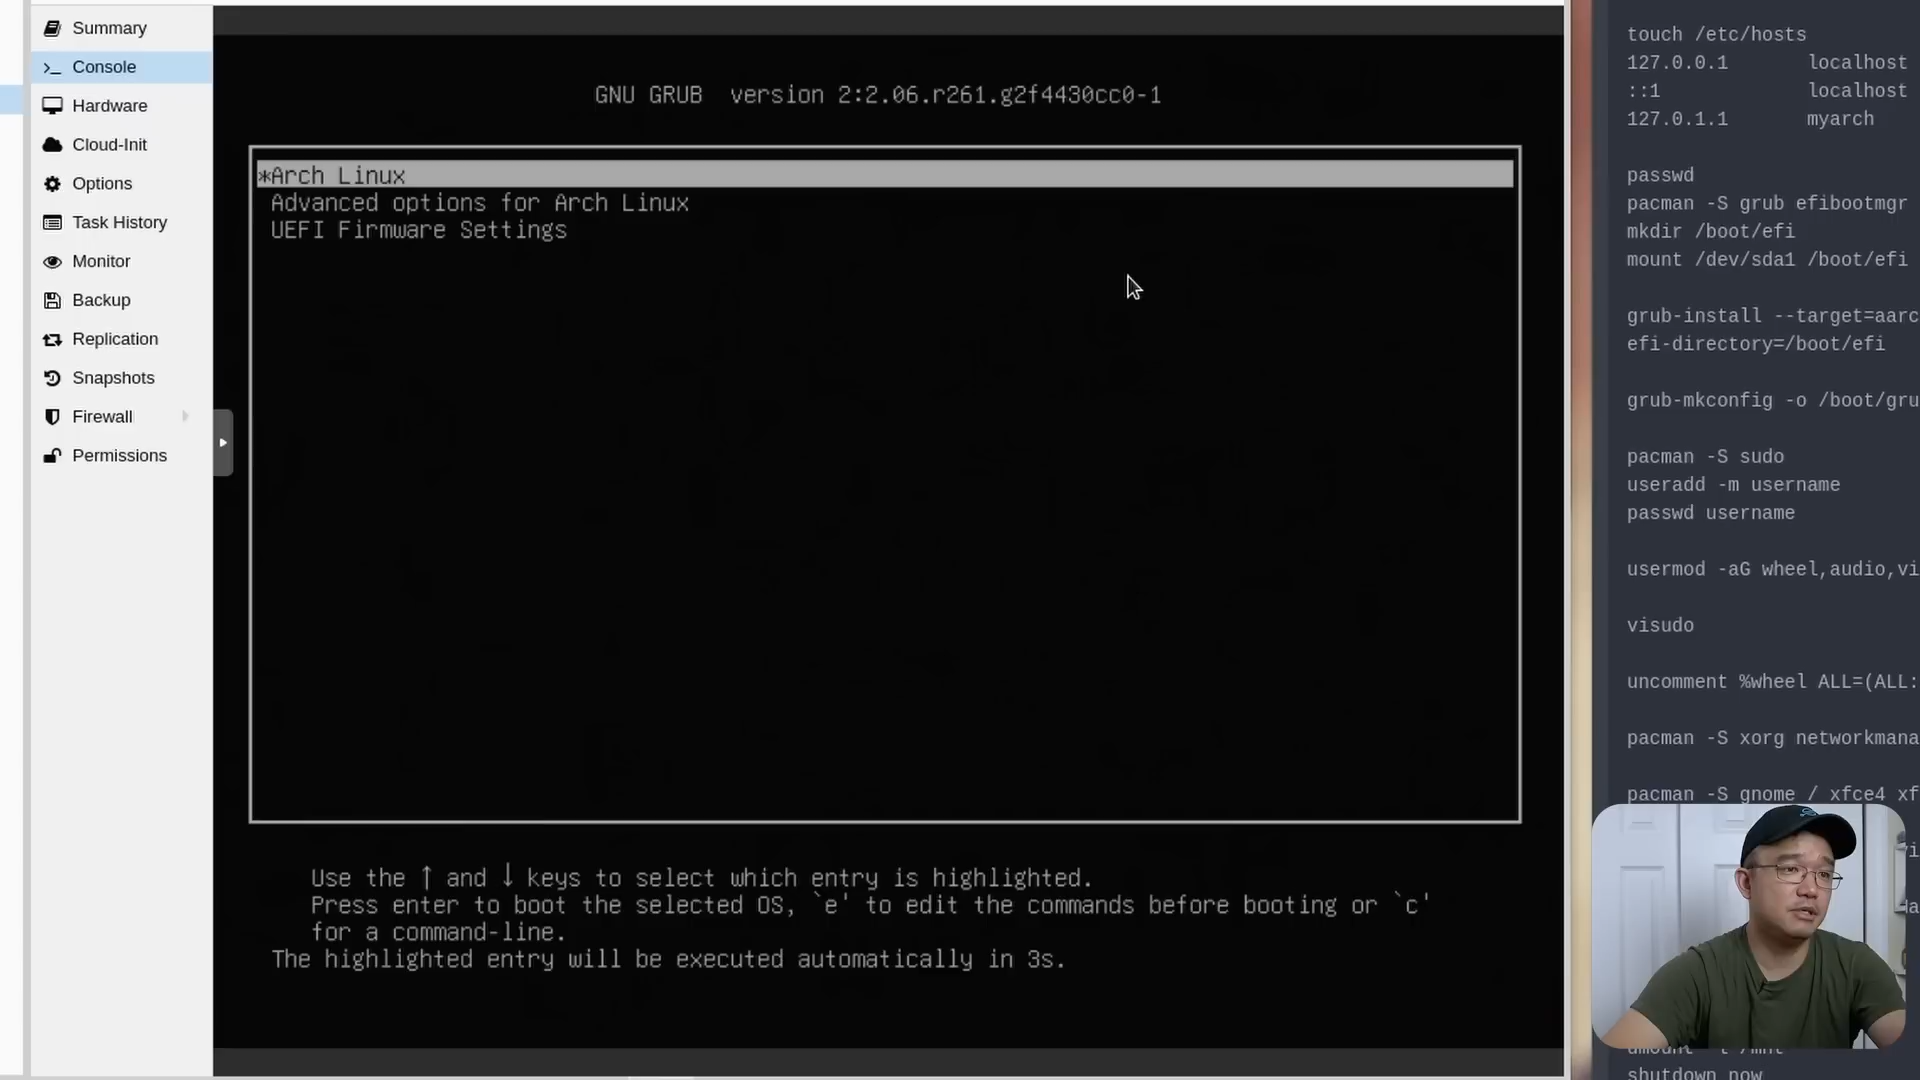 Summary
Console
Hardware
Cloud-Init
Options
Task History
Monitor
Backup
Replication
Snapshots
Firewall
Permissions
GNU GRUB version 2:2.06.r261.g2f4430cc0-1
*Arch Linux
Advanced options for Arch Linux
UEFI Firmware Settings
Use the ↑ and ↓ keys to select which entry is highlighted.
Press enter to boot the selected OS, `e' to edit the commands before booting or `c'
for a command-line.
The highlighted entry will be executed automatically in 3s.
touch /etc/hosts
127.0.0.1 localhost
::1 localhost
127.0.1.1 myarch
passwd
pacman -S grub efibootmgr
mkdir /boot/efi
mount /dev/sda1 /boot/efi
grub-install --target=aarc
efi-directory=/boot/efi
grub-mkconfig -o /boot/gru
pacman -S sudo
useradd -m username
passwd username
usermod -aG wheel,audio,vi
visudo
uncomment %wheel ALL=(ALL:
pacman -S xorg networkmana
pacman -S gnome / xfce4 xf
shutdown now